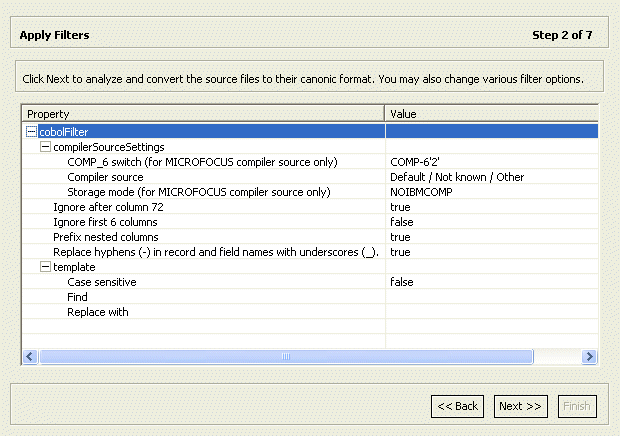 Apply Filters Step 2 of 7
Click Next to analyze and convert the source files to their canonic format. You may also change various filter options.
Property Value
cobolFilter
compilerSourceSettings
COMP_6 switch (for MICROFOCUS compiler source only) COMP-6'2'
Compiler source Default / Not known / Other
Storage mode (for MICROFOCUS compiler source only) NOIBMCOMP
Ignore after column 72 true
Ignore first 6 columns false
Prefix nested columns true
Replace hyphens (-) in record and field names with underscores (_). true
template
Case sensitive false
Find
Replace with
<< Back Next >> Finish